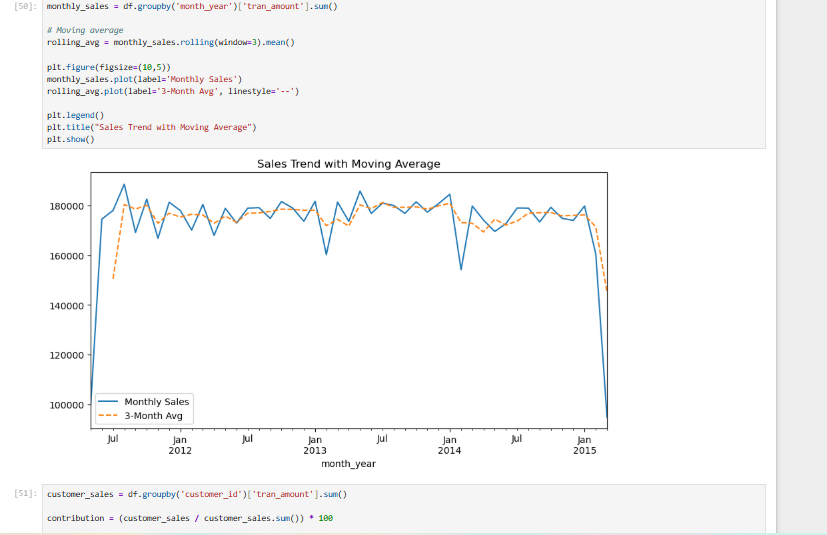 [50]: monthly_sales = df.groupby('month_year')['tran_amount'].sum()
# Moving average
rolling_avg = monthly_sales.rolling(window=3).mean()
plt.figure(figsize=(10,5))
monthly_sales.plot(label='Monthly Sales')
rolling_avg.plot(label='3-Month Avg', linestyle='--')
plt.legend()
plt.title("Sales Trend with Moving Average")
plt.show()
Sales Trend with Moving Average
180000
160000
140000
120000
100000
Monthly Sales
3-Month Avg
Jul Jan Jul Jan Jul Jan Jul Jan
2012 2013 2014 2015
month_year
[51]: customer_sales = df.groupby('customer_id')['tran_amount'].sum()
contribution = (customer_sales / customer_sales.sum()) * 100